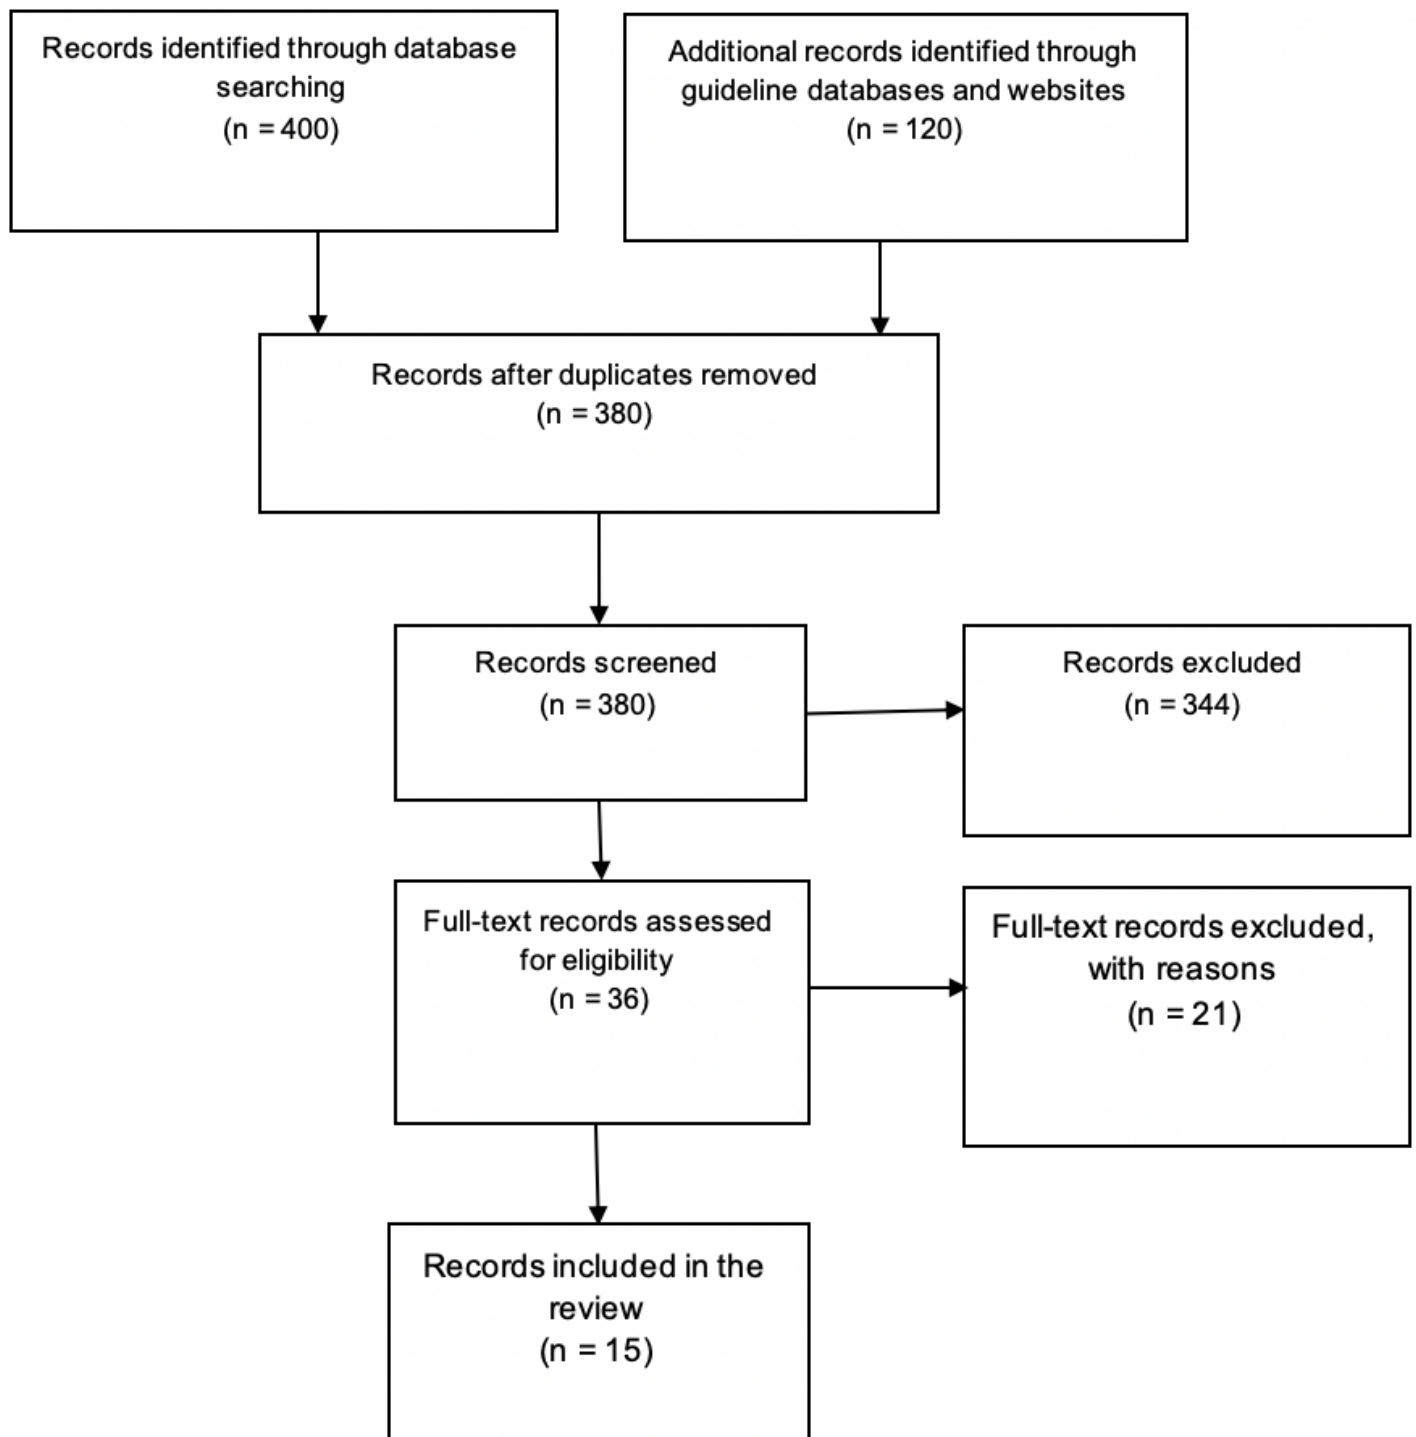 Records identified through database
searching
(n = 400)
Additional records identified through
guideline databases and websites
(n = 120)
Records after duplicates removed
(n = 380)
Records screened
(n = 380)
Records excluded
(n = 344)
Full-text records assessed
for eligibility
(n = 36)
Full-text records excluded,
with reasons
(n = 21)
Records included in the
review
(n = 15)